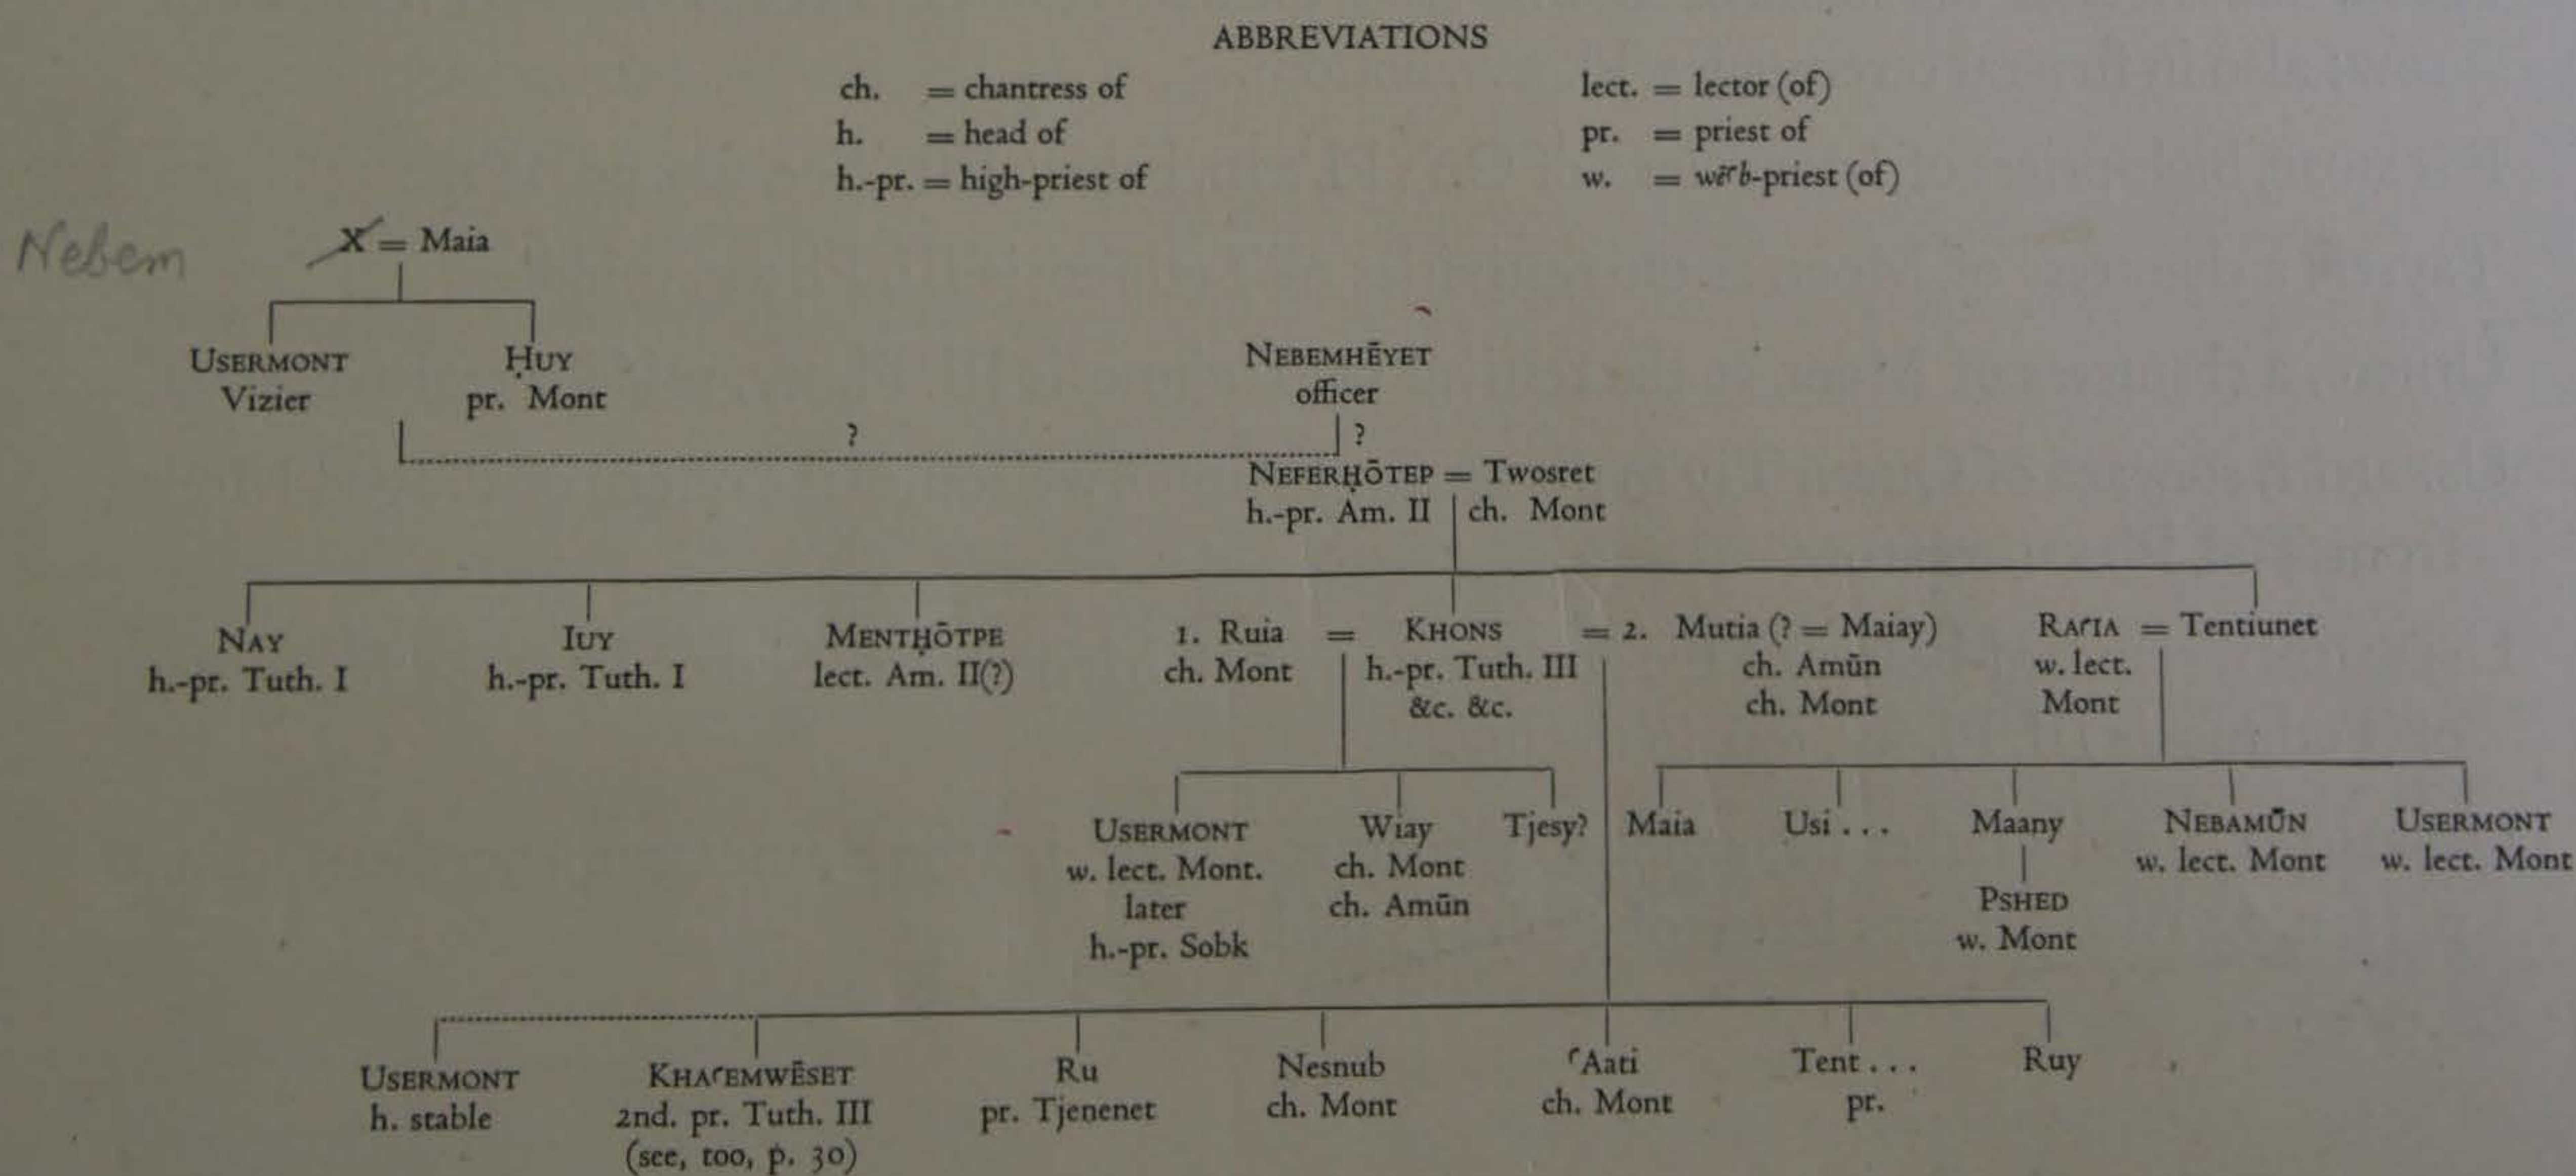 ABBREVIATIONS
ch. = chantress of
h. = head of
h.-pr. = high-priest of
lect. = lector (of)
pr. = priest of
w. = wēꜥb-priest (of)
Nebem
X = Maia
USERMONT
Vizier
ḤUY
pr. Mont
NEBEMHĒYET
officer
? ?
NEFERḤŌTEP = Twosret
h.-pr. Am. II ch. Mont
NAY
h.-pr. Tuth. I
IUY
h.-pr. Tuth. I
MENTḤŌTPE
lect. Am. II(?)
1. Ruia = KHONS = 2. Mutia (? = Maiay)
ch. Mont
h.-pr. Tuth. III
&c. &c.
ch. Amūn
ch. Mont
RAꜥIA = Tentiunet
w. lect.
Mont
USERMONT
w. lect. Mont.
later
h.-pr. Sobk
Wiay
ch. Mont
ch. Amūn
Tjesy?
Maia
Usi . . .
Maany
PSHED
w. Mont
NEBAMŪN
w. lect. Mont
USERMONT
w. lect. Mont
USERMONT
h. stable
KHAꜥEMWĒSET
2nd. pr. Tuth. III
(see, too, p. 30)
Ru
pr. Tjenenet
Nesnub
ch. Mont
ꜥAati
ch. Mont
Tent . . .
pr.
Ruy